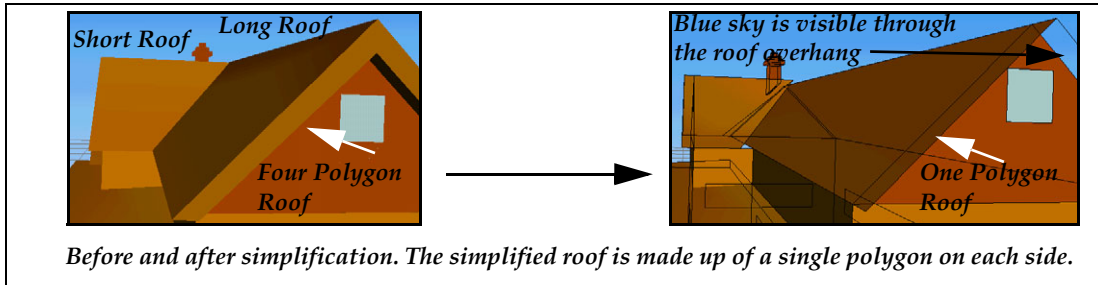 Short Roof
Long Roof
Four Polygon
Roof
Blue sky is visible through
the roof overhang
One Polygon
Roof
Before and after simplification. The simplified roof is made up of a single polygon on each side.